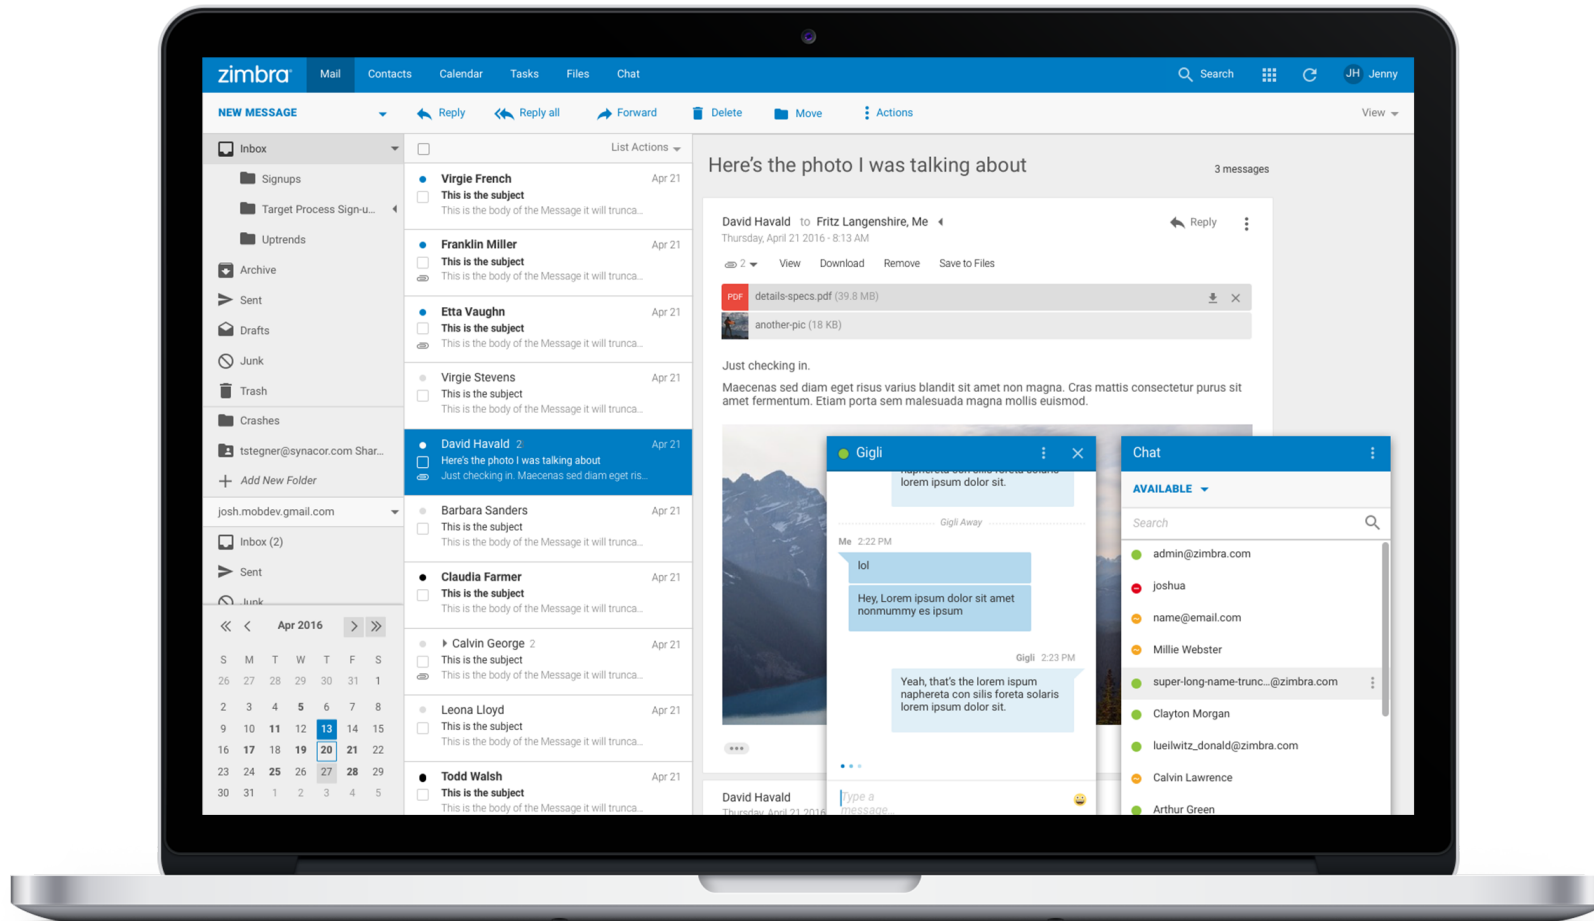 zimbra
Mail
Contacts
Calendar
Tasks
Files
Chat
Search
JH
Jenny
NEW MESSAGE
Reply
Reply all
Forward
Delete
Move
Actions
View
Inbox
Signups
Target Process Sign-u...
Uptrends
Archive
Sent
Drafts
Junk
Trash
Crashes
tstegner@synacor.com Shar...
Add New Folder
josh.mobdev.gmail.com
Inbox (2)
Sent
Junk
Apr 2016
S M T W T F S
26 27 28 29 30 31 1
2 3 4 5 6 7 8
9 10 11 12 13 14 15
16 17 18 19 20 21 22
23 24 25 26 27 28 29
30 31 1 2 3 4 5
List Actions
Virgie French Apr 21
This is the subject
This is the body of the Message it will trunca...
Franklin Miller Apr 21
This is the subject
This is the body of the Message it will trunca...
Etta Vaughn Apr 21
This is the subject
This is the body of the Message it will trunca...
Virgie Stevens Apr 21
This is the subject
This is the body of the Message it will trunca...
David Havald 2 Apr 21
Here's the photo I was talking about
Just checking in. Maecenas sed diam eget ris...
Barbara Sanders Apr 21
This is the subject
This is the body of the Message it will trunca...
Claudia Farmer Apr 21
This is the subject
This is the body of the Message it will trunca...
Calvin George 2 Apr 21
This is the subject
This is the body of the Message it will trunca...
Leona Lloyd Apr 21
This is the subject
This is the body of the Message it will trunca...
Todd Walsh Apr 21
This is the subject
This is the body of the Message it will trunca...
Here's the photo I was talking about
3 messages
David Havald to Fritz Langenshire, Me
Reply
Thursday, April 21 2016 - 8:13 AM
2
View
Download
Remove
Save to Files
PDF
details-specs.pdf (39.8 MB)
another-pic (18 KB)
Just checking in.
Maecenas sed diam eget risus varius blandit sit amet non magna. Cras mattis consectetur purus sit
amet fermentum. Etiam porta sem malesuada magna mollis euismod.
David Havald
Thursday, April 21 2016
Gigli
naphereta con silis foreta solaris
lorem ipsum dolor sit.
Gigli Away
Me 2:22 PM
lol
Hey, Lorem ipsum dolor sit amet
nonmummy es ipsum
Gigli 2:23 PM
Yeah, that's the lorem ispum
naphereta con silis foreta solaris
lorem ipsum dolor sit.
Type a
message...
Chat
AVAILABLE
Search
admin@zimbra.com
joshua
name@email.com
Millie Webster
super-long-name-trunc...@zimbra.com
Clayton Morgan
lueilwitz_donald@zimbra.com
Calvin Lawrence
Arthur Green